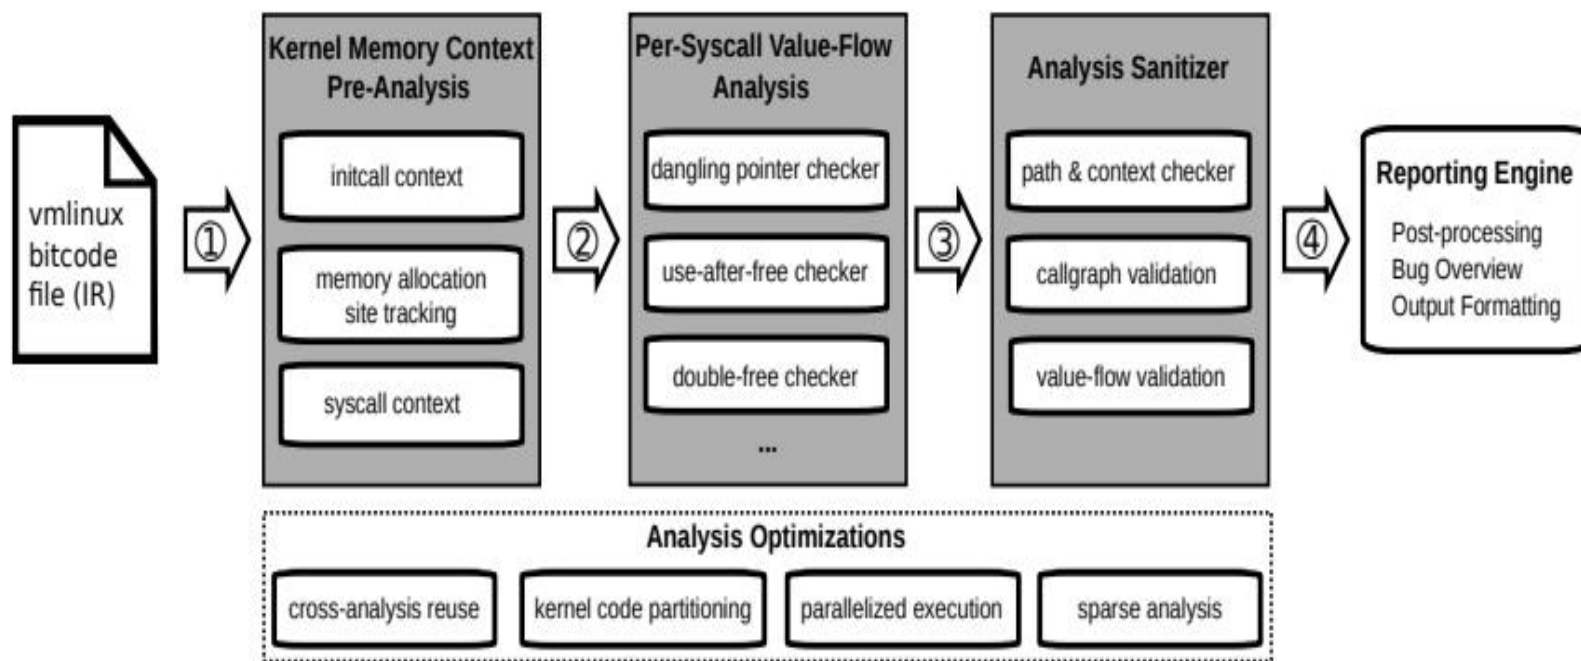 vmlinux
bitcode
file (IR)
①
Kernel Memory Context
Pre-Analysis
initcall context
memory allocation
site tracking
syscall context
②
Per-Syscall Value-Flow
Analysis
dangling pointer checker
use-after-free checker
double-free checker
...
③
Analysis Sanitizer
path & context checker
callgraph validation
value-flow validation
④
Reporting Engine
Post-processing
Bug Overview
Output Formatting
Analysis Optimizations
cross-analysis reuse
kernel code partitioning
parallelized execution
sparse analysis